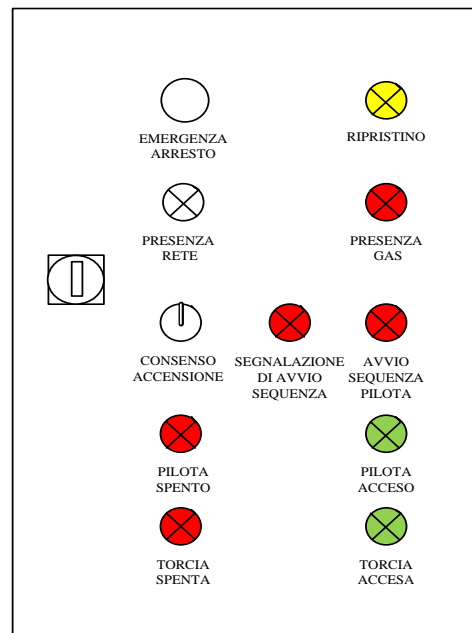 EMERGENZA
ARRESTO
RIPRISTINO
PRESENZA
RETE
PRESENZA
GAS
CONSENSO
ACCENSIONE
SEGNALAZIONE
DI AVVIO
SEQUENZA
AVVIO
SEQUENZA
PILOTA
PILOTA
SPENTO
PILOTA
ACCESO
TORCIA
SPENTA
TORCIA
ACCESA